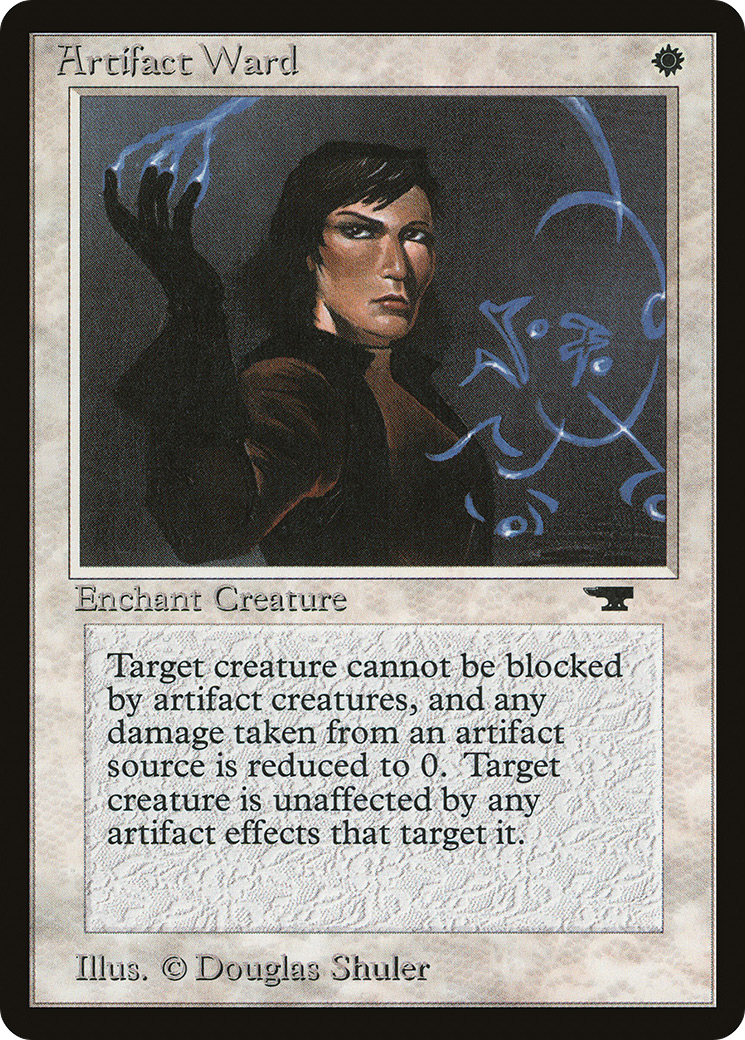 Artifact Ward
Enchant Creature
Target creature cannot be blocked
by artifact creatures, and any
damage taken from an artifact
source is reduced to 0. Target
creature is unaffected by any
artifact effects that target it.
Illus. © Douglas Shuler